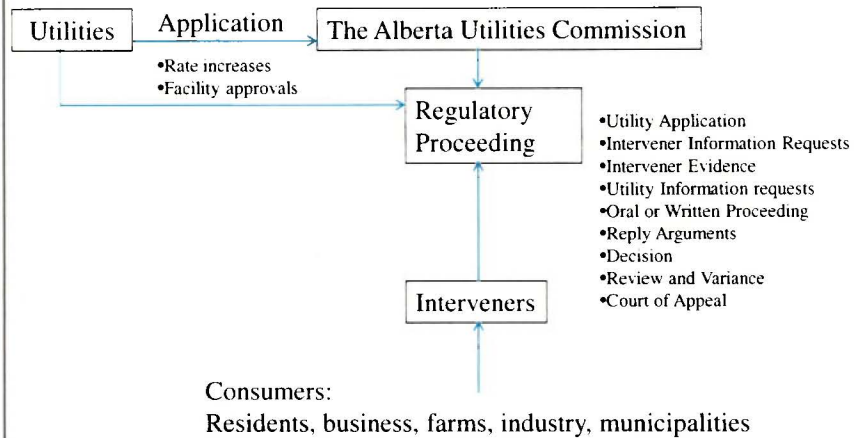 Utilities
Application
The Alberta Utilities Commission
•Rate increases
•Facility approvals
Regulatory
Proceeding
•Utility Application
•Intervener Information Requests
•Intervener Evidence
•Utility Information requests
•Oral or Written Proceeding
•Reply Arguments
•Decision
•Review and Variance
•Court of Appeal
Interveners
Consumers:
Residents, business, farms, industry, municipalities